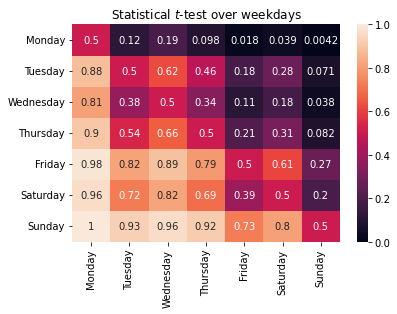 Statistical t-test over weekdays
Monday 0.5 0.12 0.19 0.098 0.018 0.039 0.0042
Tuesday 0.88 0.5 0.62 0.46 0.18 0.28 0.071
Wednesday 0.81 0.38 0.5 0.34 0.11 0.18 0.038
Thursday 0.9 0.54 0.66 0.5 0.21 0.31 0.082
Friday 0.98 0.82 0.89 0.79 0.5 0.61 0.27
Saturday 0.96 0.72 0.82 0.69 0.39 0.5 0.2
Sunday 1 0.93 0.96 0.92 0.73 0.8 0.5
Monday Tuesday Wednesday Thursday Friday Saturday Sunday
1.0
0.8
0.6
0.4
0.2
0.0